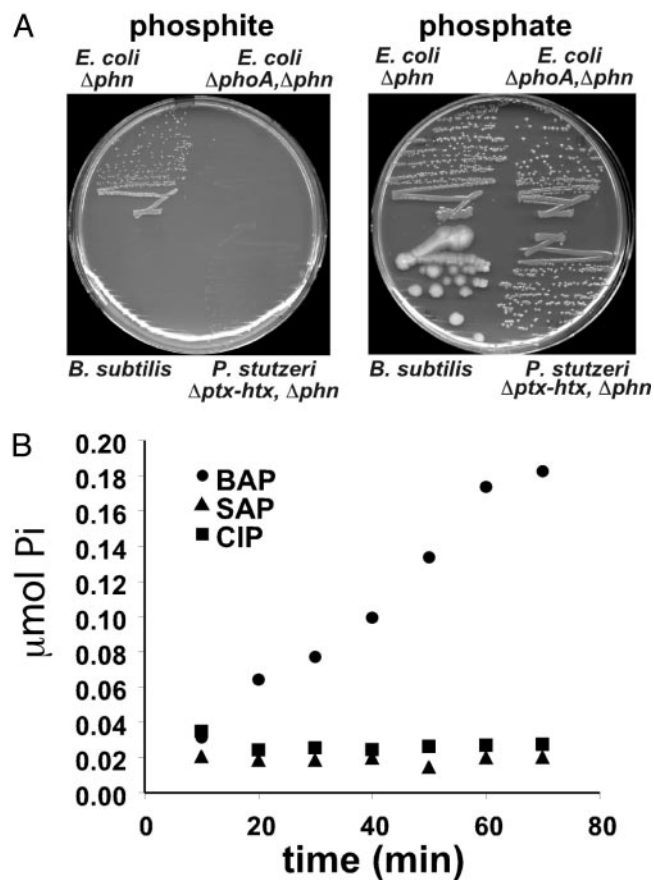 A
phosphite
phosphate
E. coli
Δphn
E. coli
ΔphoA,Δphn
E. coli
Δphn
E. coli
ΔphoA,Δphn
B. subtilis
P. stutzeri
Δptx-htx, Δphn
B. subtilis
P. stutzeri
Δptx-htx, Δphn
B
0.20
0.18
0.16
0.14
0.12
0.10
0.08
0.06
0.04
0.02
0.00
μmol Pi
BAP
SAP
CIP
0
20
40
60
80
time (min)